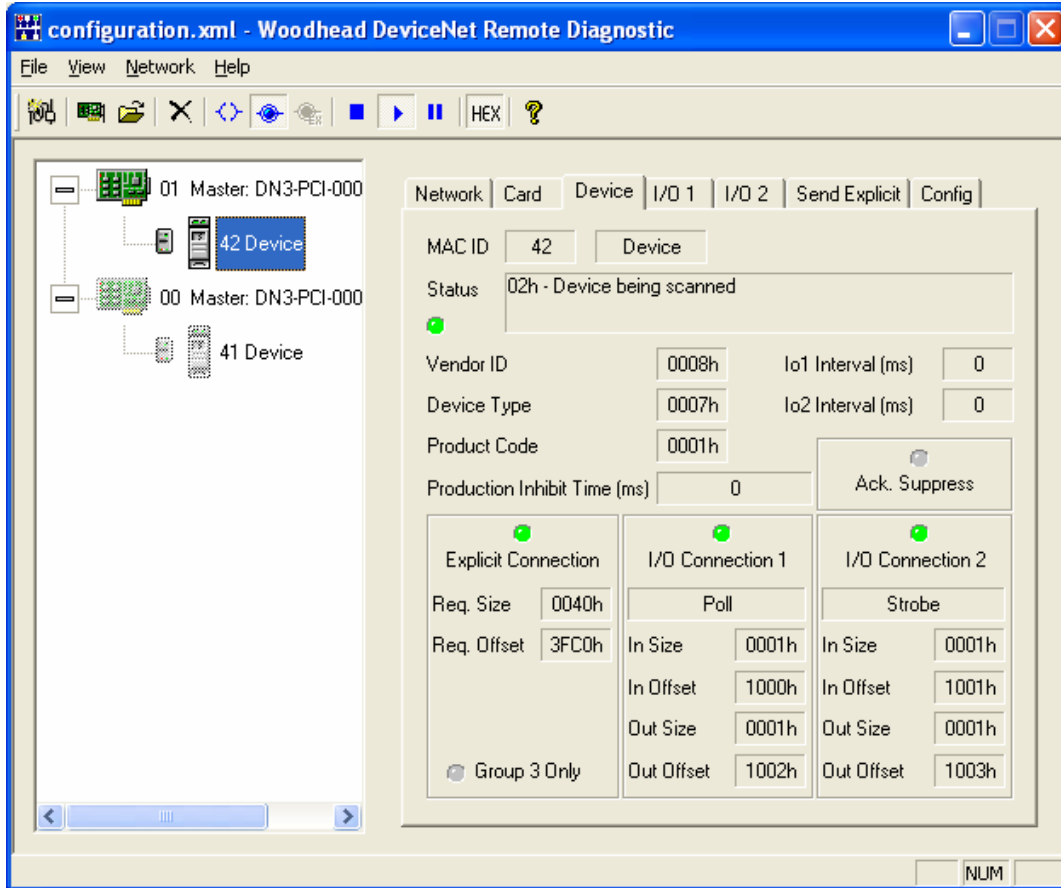 configuration.xml - Woodhead DeviceNet Remote Diagnostic
File View Network Help
HEX
01 Master: DN3-PCI-000
42 Device
00 Master: DN3-PCI-000
41 Device
Network Card Device I/O 1 I/O 2 Send Explicit Config
MAC ID 42 Device
Status 02h - Device being scanned
Vendor ID 0008h Io1 Interval (ms) 0
Device Type 0007h Io2 Interval (ms) 0
Product Code 0001h
Production Inhibit Time (ms) 0 Ack. Suppress
Explicit Connection I/O Connection 1 I/O Connection 2
Req. Size 0040h Poll Strobe
Req. Offset 3FC0h In Size 0001h In Size 0001h
In Offset 1000h In Offset 1001h
Out Size 0001h Out Size 0001h
Group 3 Only Out Offset 1002h Out Offset 1003h
NUM